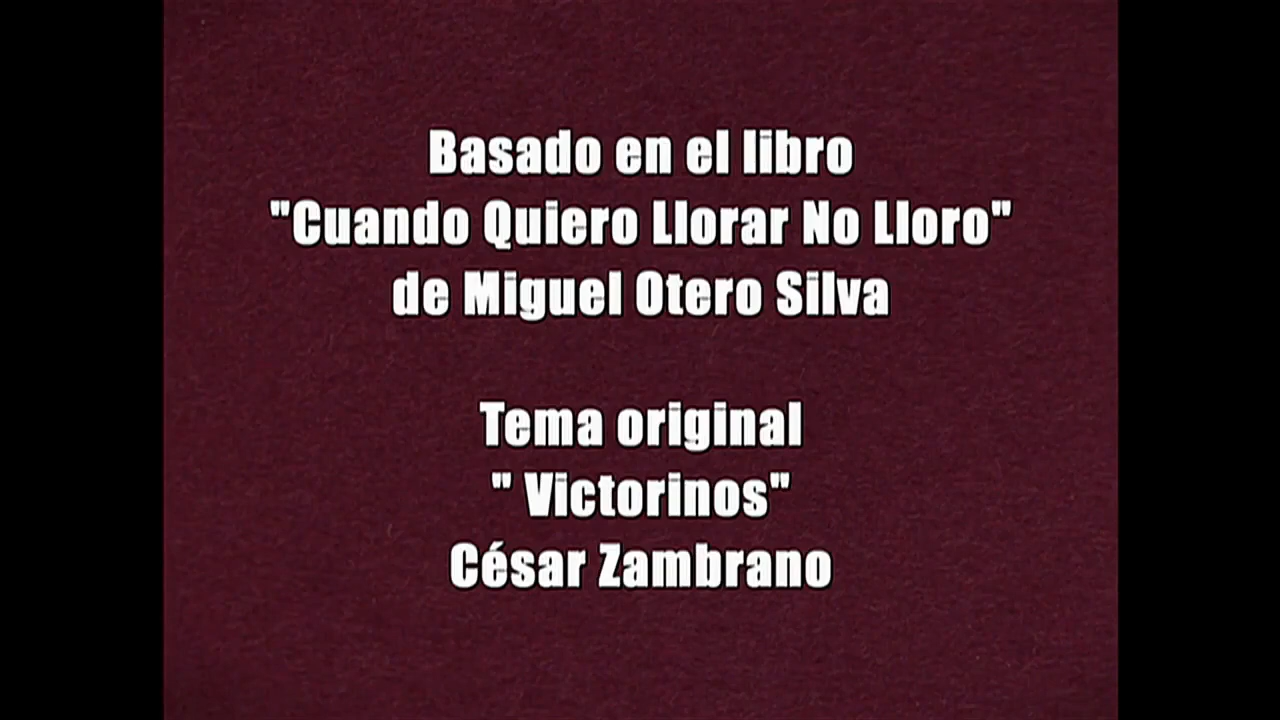 Basado en el libro
"Cuando Quiero Llorar No Lloro"
de Miguel Otero Silva
Tema original
" Victorinos"
César Zambrano